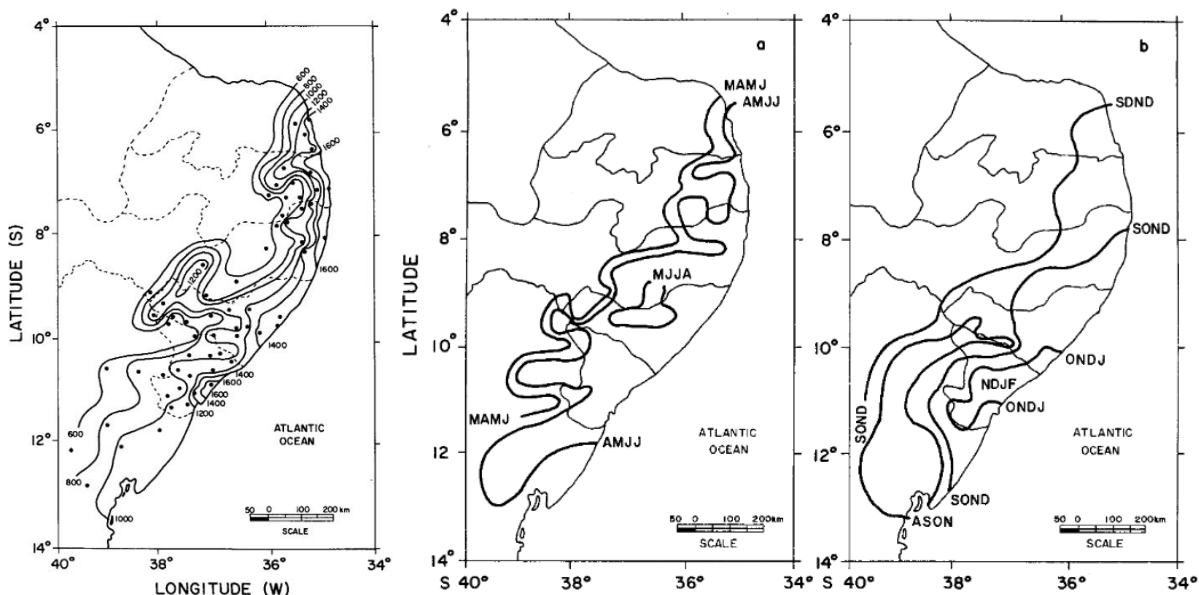 4°
6°
8°
10°
12°
14°
LATITUDE (S)
600
800
1000
1200
1400
1600
1200
1600
1400
1400
1600
1400
1200
600
800
1000
ATLANTIC
OCEAN
50 0 100 200km
SCALE
40° 38° 36° 34°
LONGITUDE (W)
a
4°
6°
8°
10°
12°
14°
LATITUDE
MAMJ
AMJJ
MJJA
MAMJ
AMJJ
ATLANTIC
OCEAN
50 0 100 200km
SCALE
S 40° 38° 36° 34°
b
4°
6°
8°
10°
12°
14°
SDND
SOND
ONDJ
NDJF
ONDJ
SOND
SOND
ASON
ATLANTIC
OCEAN
50 0 100 200km
SCALE
S 40° 38° 36° 34°